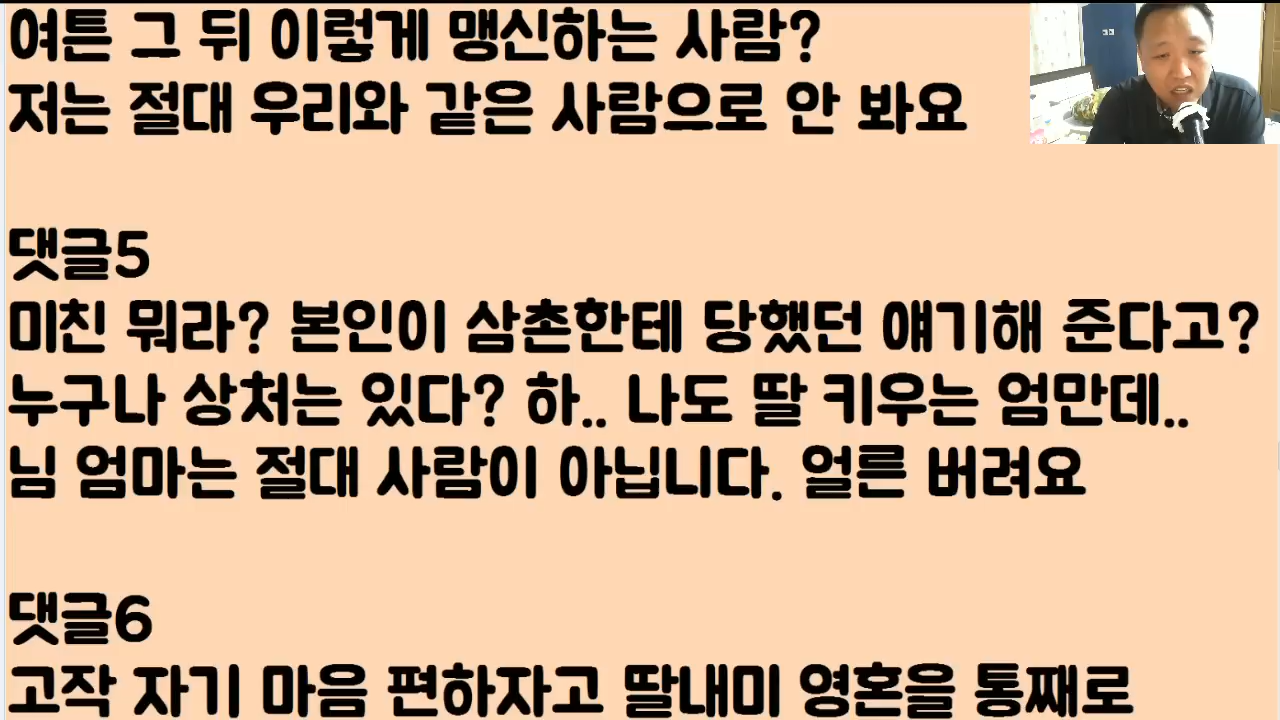 여튼 그 뒤 이렇게 맹신하는 사람?
저는 절대 우리와 같은 사람으로 안 봐요
댓글5
미친 뭐라? 본인이 삼촌한테 당했던 얘기해 준다고?
누구나 상처는 있다? 하.. 나도 딸 키우는 엄만데..
님 엄마는 절대 사람이 아닙니다. 얼른 버려요
댓글6
고작 자기 마음 편하자고 딸내미 영혼을 통째로